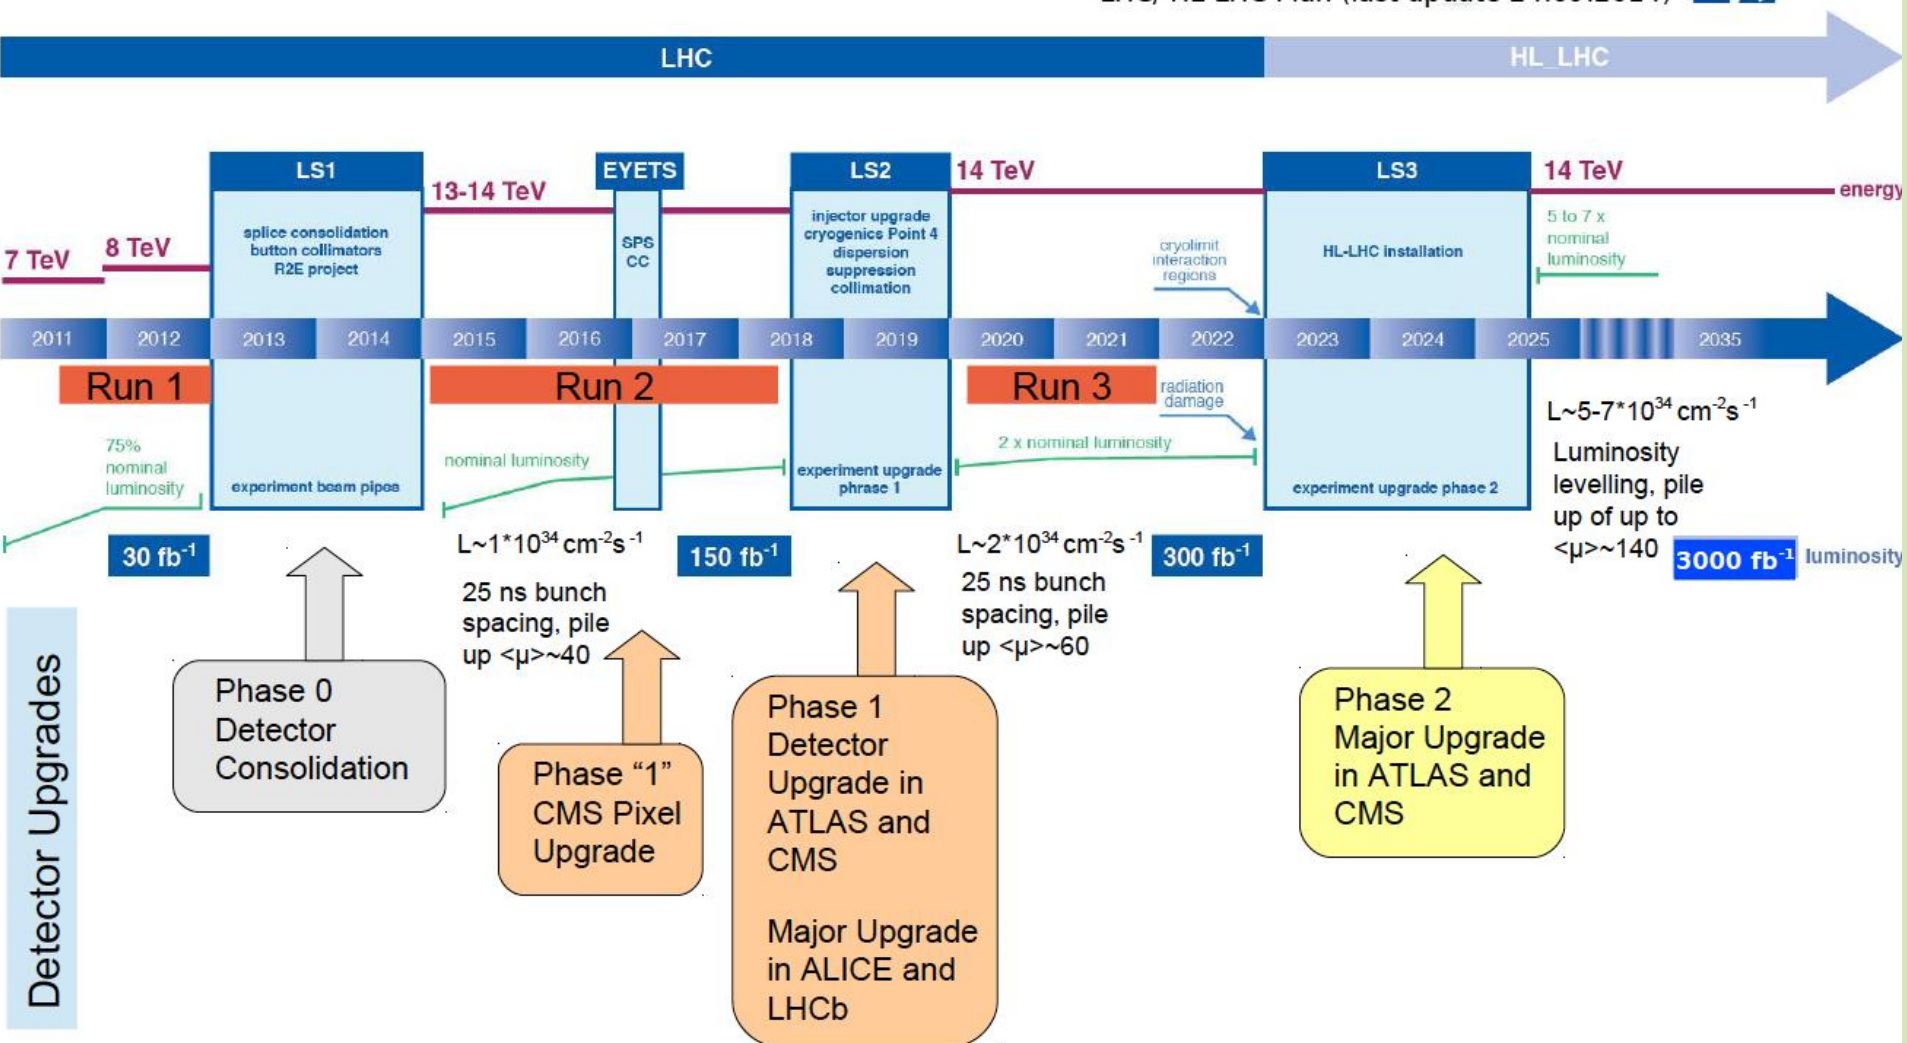 LHC
HL_LHC
LS1
EYETS
LS2
14 TeV
LS3
14 TeV
energy
13-14 TeV
7 TeV
8 TeV
splice consolidation
button collimators
R2E project
SPS
CC
injector upgrade
cryogenics Point 4
dispersion
suppression
collimation
cryolimit
interaction
regions
HL-LHC installation
5 to 7 x
nominal
luminosity
2011
2012
2013
2014
2015
2016
2017
2018
2019
2020
2021
2022
2023
2024
2025
2035
Run 1
Run 2
Run 3
radiation
damage
75%
nominal
luminosity
experiment beam pipes
nominal luminosity
experiment upgrade
phrase 1
2 x nominal luminosity
experiment upgrade phase 2
L~5-7*10³⁴ cm⁻²s⁻¹
Luminosity
levelling, pile
up of up to
<µ>~140
3000 fb⁻¹
luminosity
30 fb⁻¹
L~1*10³⁴ cm⁻²s⁻¹
25 ns bunch
spacing, pile
up <µ>~40
150 fb⁻¹
L~2*10³⁴ cm⁻²s⁻¹
25 ns bunch
spacing, pile
up <µ>~60
300 fb⁻¹
Detector Upgrades
Phase 0
Detector
Consolidation
Phase “1”
CMS Pixel
Upgrade
Phase 1
Detector
Upgrade in
ATLAS and
CMS
Major Upgrade
in ALICE and
LHCb
Phase 2
Major Upgrade
in ATLAS and
CMS